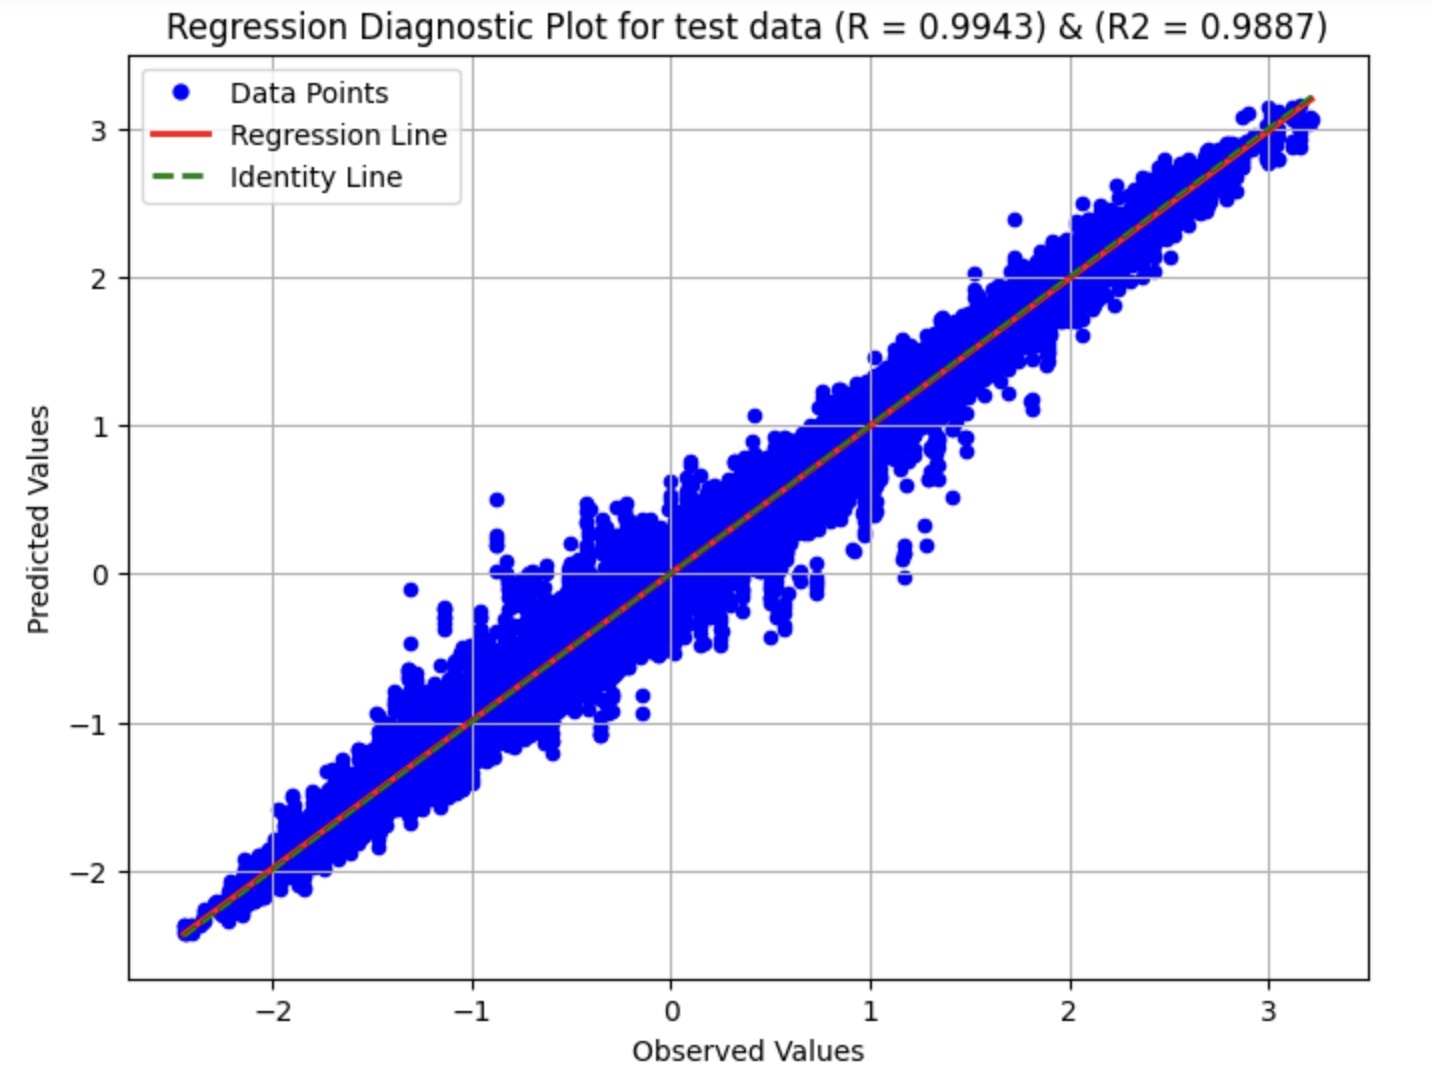 Regression Diagnostic Plot for test data (R = 0.9943) & (R2 = 0.9887)
Data Points
Regression Line
Identity Line
3
2
1
0
−1
−2
Predicted Values
−2 −1 0 1 2 3
Observed Values